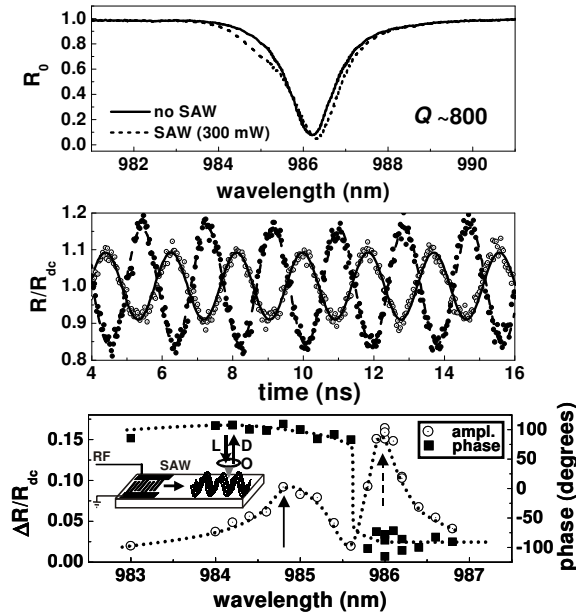 1.0
0.8
0.6
0.4
0.2
0.0
R0
no SAW
SAW (300 mW)
Q ~800
982 984 986 988 990
wavelength (nm)
1.2
1.1
1.0
0.9
0.8
R/Rdc
4 6 8 10 12 14 16
time (ns)
0.15
0.10
0.05
0.00
ΔR/Rdc
RF
SAW
L D
O
ampl.
phase
100
50
0
-50
-100
phase (degrees)
983 984 985 986 987
wavelength (nm)